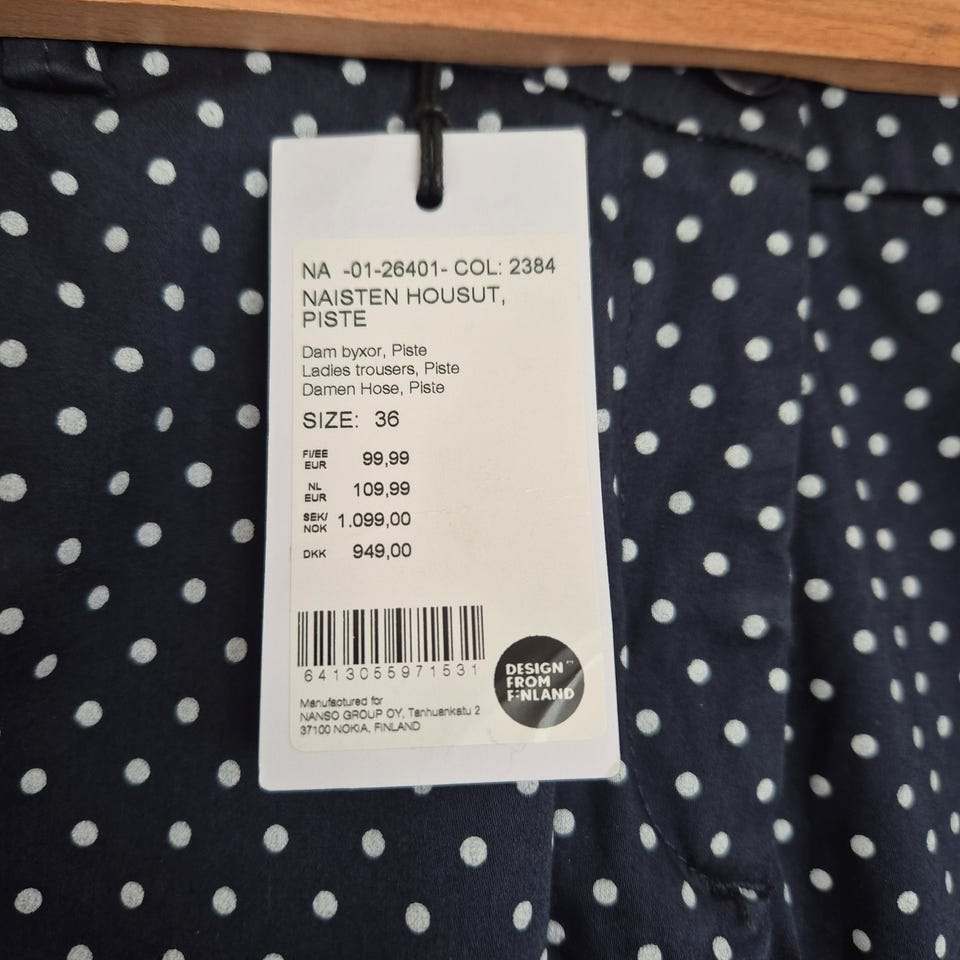 NA -01-26401- COL: 2384
NAISTEN HOUSUT,
PISTE
Dam byxor, Piste
Ladies trousers, Piste
Damen Hose, Piste
SIZE: 36
FI/EE
EUR 99,99
NL
EUR 109,99
SEK/
NOK 1.099,00
DKK 949,00
6413055971531
DESIGN
FROM
FINLAND
Manufactured for
NANSO GROUP OY, Tanhuankatu 2
37100 NOKIA, FINLAND